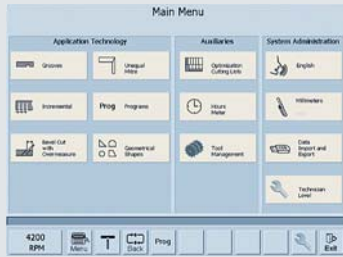 Main Menu
Application Technology
Auxiliaries
System Administration
Grooves
Unequal
Mitre
Optimisation
Cutting Lists
English
Incremental
Prog Programs
Hours
Meter
Millimeters
Bevel Cut
with
Overmeasure
Geometrical
Shapes
Tool
Management
Data
Import and
Export
Technician
Level
4200
RPM
Menu
Back
Prog
Exit